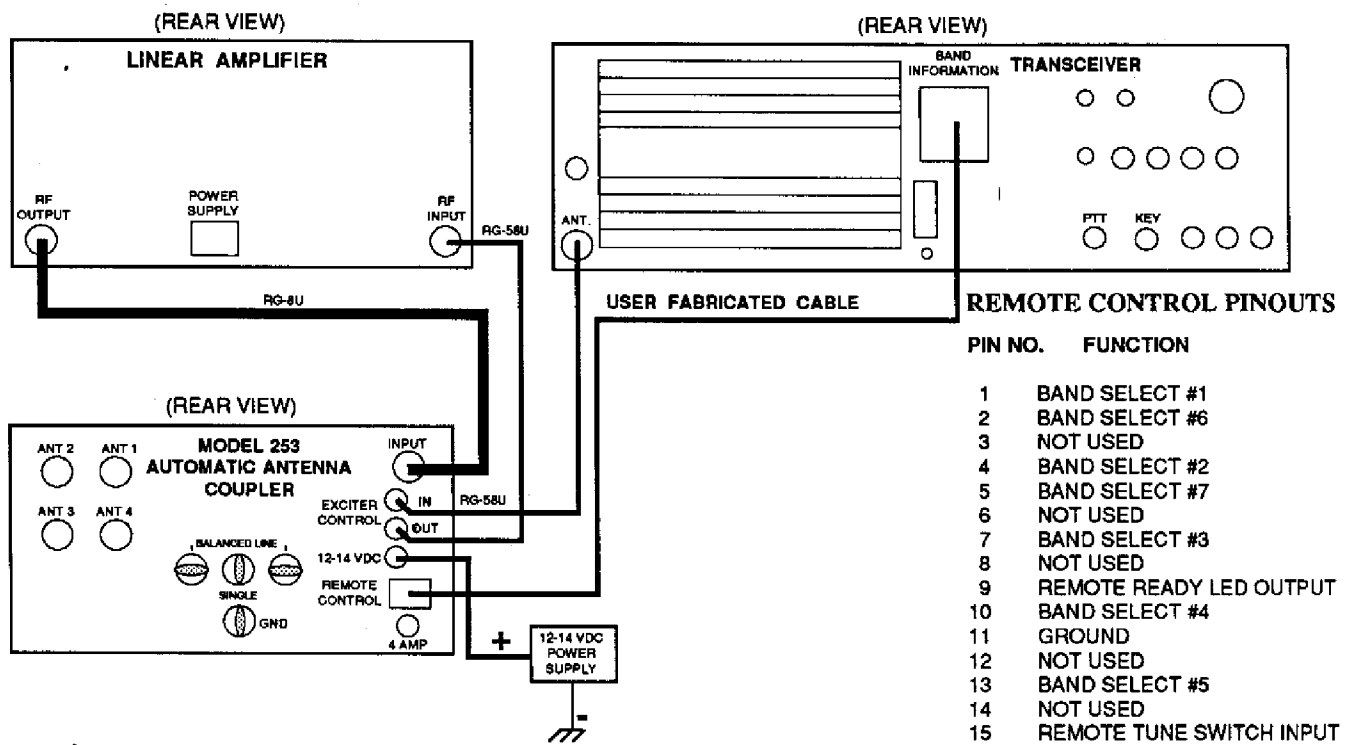 (REAR VIEW)
LINEAR AMPLIFIER
RF
OUTPUT
POWER
SUPPLY
RF
INPUT
RG-58U
RG-8U
(REAR VIEW)
BAND
INFORMATION
TRANSCEIVER
ANT.
PTT
KEY
USER FABRICATED CABLE
(REAR VIEW)
ANT 2
ANT 1
MODEL 253
AUTOMATIC ANTENNA
COUPLER
INPUT
ANT 3
ANT 4
EXCITER
CONTROL
IN
RG-58U
OUT
BALANCED LINE
12-14 VDC
SINGLE
REMOTE
CONTROL
GND
4 AMP
+
12-14 VDC
POWER
SUPPLY
-
REMOTE CONTROL PINOUTS
PIN NO. FUNCTION
1 BAND SELECT #1
2 BAND SELECT #6
3 NOT USED
4 BAND SELECT #2
5 BAND SELECT #7
6 NOT USED
7 BAND SELECT #3
8 NOT USED
9 REMOTE READY LED OUTPUT
10 BAND SELECT #4
11 GROUND
12 NOT USED
13 BAND SELECT #5
14 NOT USED
15 REMOTE TUNE SWITCH INPUT